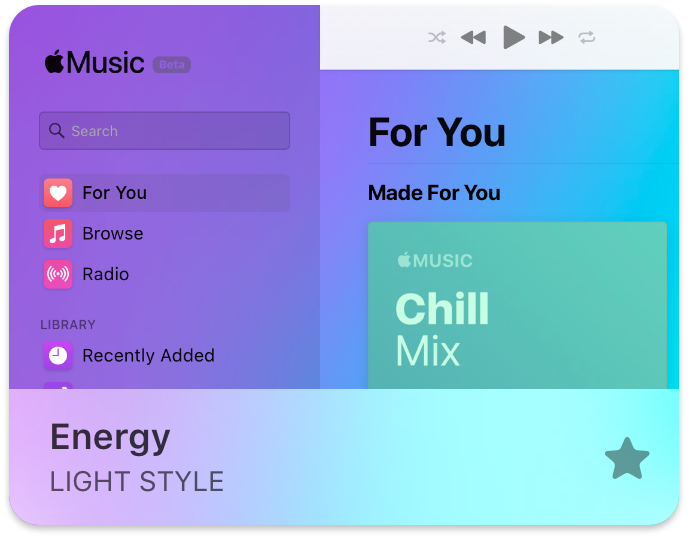 Music Beta
Search
For You
Browse
Radio
LIBRARY
Recently Added
For You
Made For You
MUSIC
Chill
Mix
Energy
LIGHT STYLE